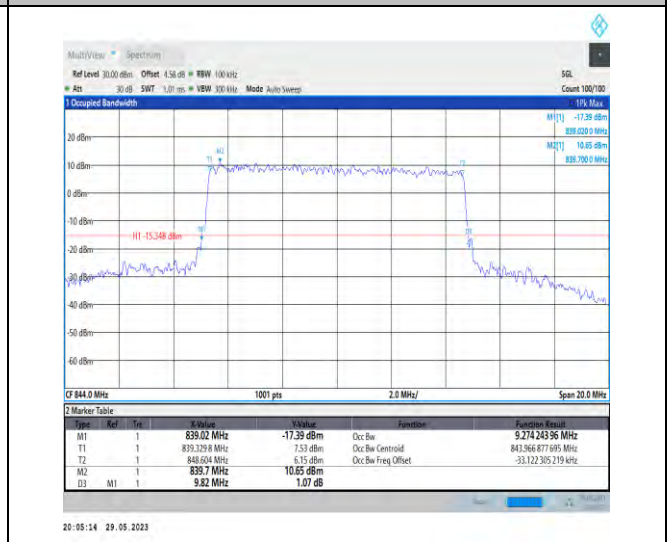 MultiView Spectrum
Ref Level 30.00 dBm Offset 4.56 dB RBW 100 kHz SGL
Att 30 dB SWT 1.01 ms VBW 300 kHz Mode Auto Sweep Count 100/100
1 Occupied Bandwidth 1Pk Max
M1[1] -17.39 dBm
839.020 0 MHz
M2[1] 10.65 dBm
838.700 0 MHz
20 dBm
10 dBm
0 dBm
-10 dBm
H1 -15.348 dBm
-20 dBm
-30 dBm
-40 dBm
-50 dBm
-60 dBm
M2
T1
T2
M1
D3
CF 844.0 MHz 1001 pts 2.0 MHz/ Span 20.0 MHz
2 Marker Table
Type Ref Trc X-Value Y-Value Function Function Result
M1 1 839.02 MHz -17.39 dBm Occ Bw 9.274 243 96 MHz
T1 1 839.329 8 MHz 7.53 dBm Occ Bw Centroid 843.966 877 695 MHz
T2 1 848.604 MHz 6.15 dBm Occ Bw Freq Offset -33.122 305 219 kHz
M2 1 839.7 MHz 10.65 dBm
D3 M1 1 9.82 MHz 1.07 dB
20:05:14 29.05.2023